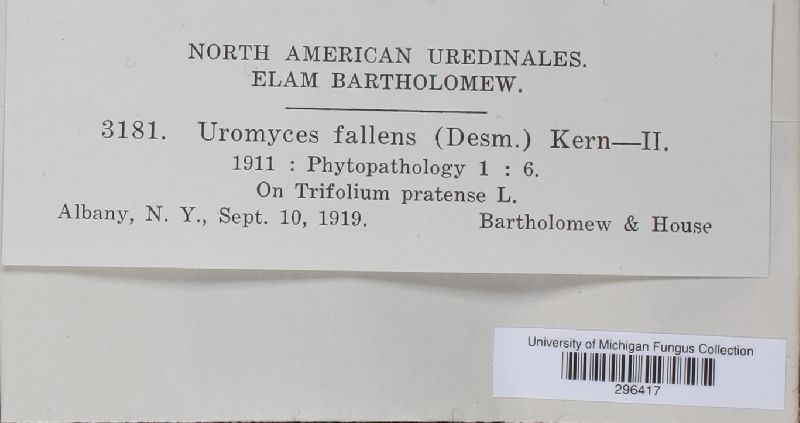 NORTH AMERICAN UREDINALES.
ELAM BARTHOLOMEW.
3181. Uromyces fallens (Desm.) Kern—II.
1911 : Phytopathology 1 : 6.
On Trifolium pratense L.
Albany, N. Y., Sept. 10, 1919. Bartholomew & House
University of Michigan Fungus Collection
296417